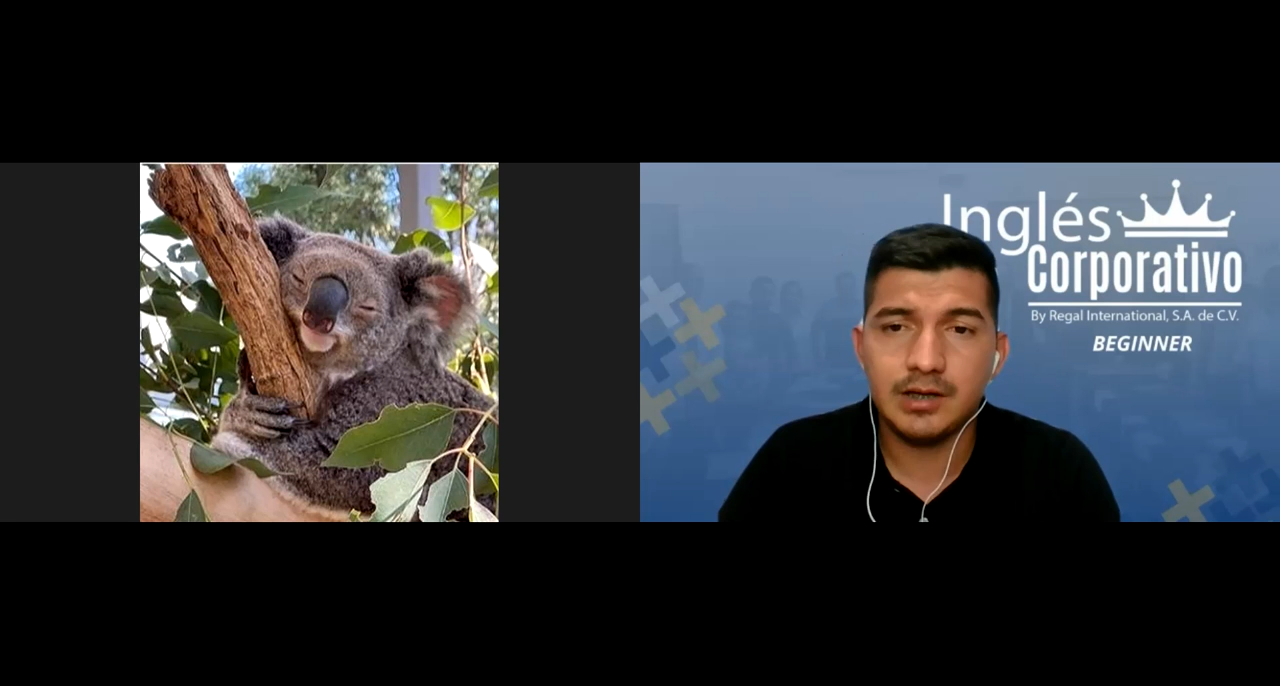 Inglés
Corporativo
By Regal International, S.A. de C.V.
BEGINNER